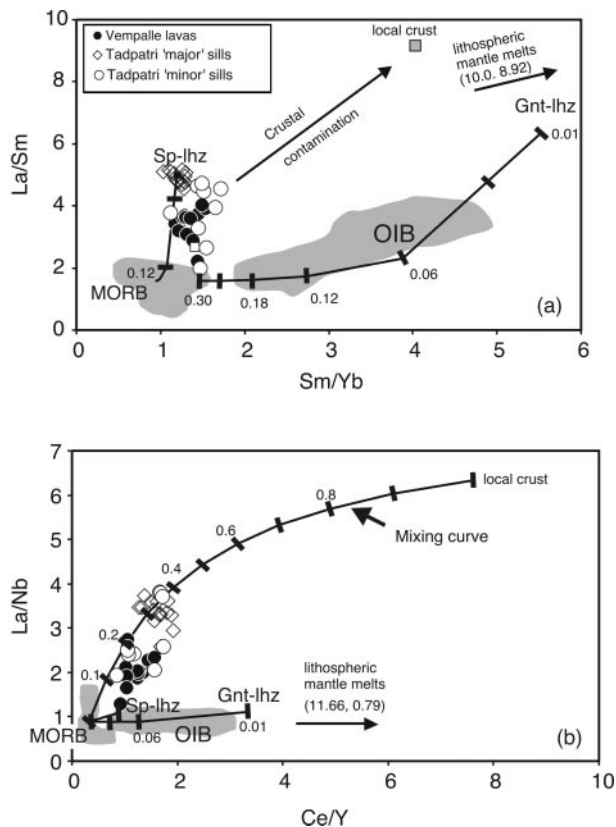 10
8
6
4
2
0
La/Sm
● Vempalle lavas
◇ Tadpatri 'major' sills
○ Tadpatri 'minor' sills
local crust
lithospheric
mantle melts
(10.0. 8.92)
Gnt-lhz
0.01
Crustal
contamination
Sp-lhz
OIB
0.12
MORB
0.30
0.18
0.12
0.06
(a)
0 1 2 3 4 5 6
Sm/Yb
7
6
5
4
3
2
1
0
La/Nb
local crust
0.8
Mixing curve
0.6
0.4
0.2
0.1
lithospheric
mantle melts
(11.66, 0.79)
Sp-lhz
Gnt-lhz
MORB
0.06
OIB
0.01
(b)
0 2 4 6 8 10
Ce/Y